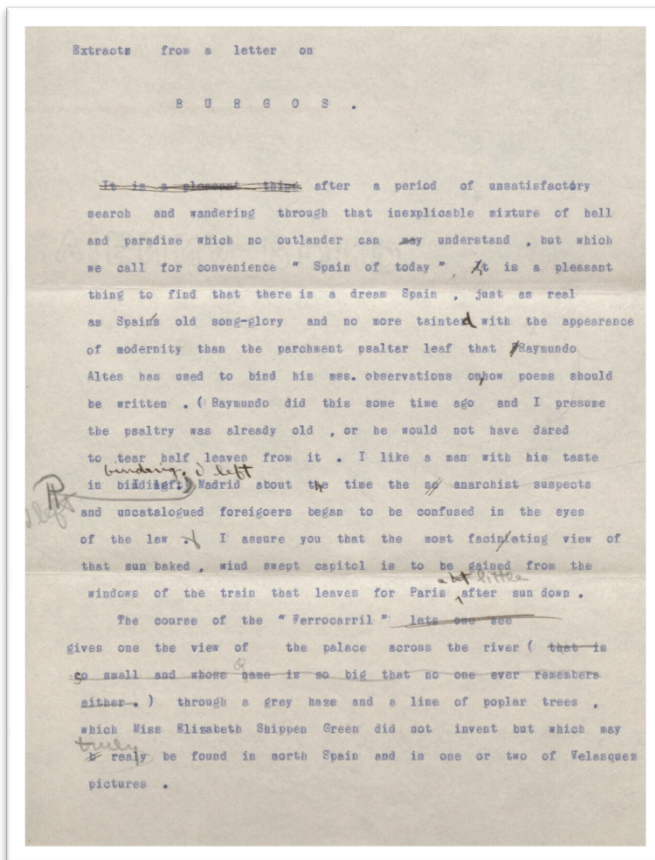 Extracts from a letter on
B U R G O S .
It is a pleasant thing after a period of unsatisfactory
search and wandering through that inexplicable mixture of hell
and paradise which no outlander can may understand , but which
we call for convenience " Spain of today " , It is a pleasant
thing to find that there is a dream Spain , just as real
as Spain's old song-glory and no more tainted with the appearance
of modernity than the parchment psaltar leaf that Raymundo
Altes has used to bind his mss. observations on how poems should
be written . ( Raymundo did this some time ago and I presume
the psaltry was already old , or he would not have dared
to tear half leaves from it . I like a man with his taste
binding. I left
in binding.) Madrid about the time the so anarchist suspects
I left
and uncatalogued foreigoers began to be confused in the eyes
of the law . I assure you that the most facinating view of
that sun baked , wind swept capitol is to be gained from the
a bit little
windows of the train that leaves for Paris after sun down .
The course of the " Ferrocarril " lets one see
gives one the view of the palace across the river ( that is
so small and whose name is so big that no one ever remembers
either . ) through a grey haze and a line of poplar trees ,
which Miss Elizabeth Shippen Green did not invent but which may
truly
realy be found in north Spain and in one or two of Velasquez
pictures .